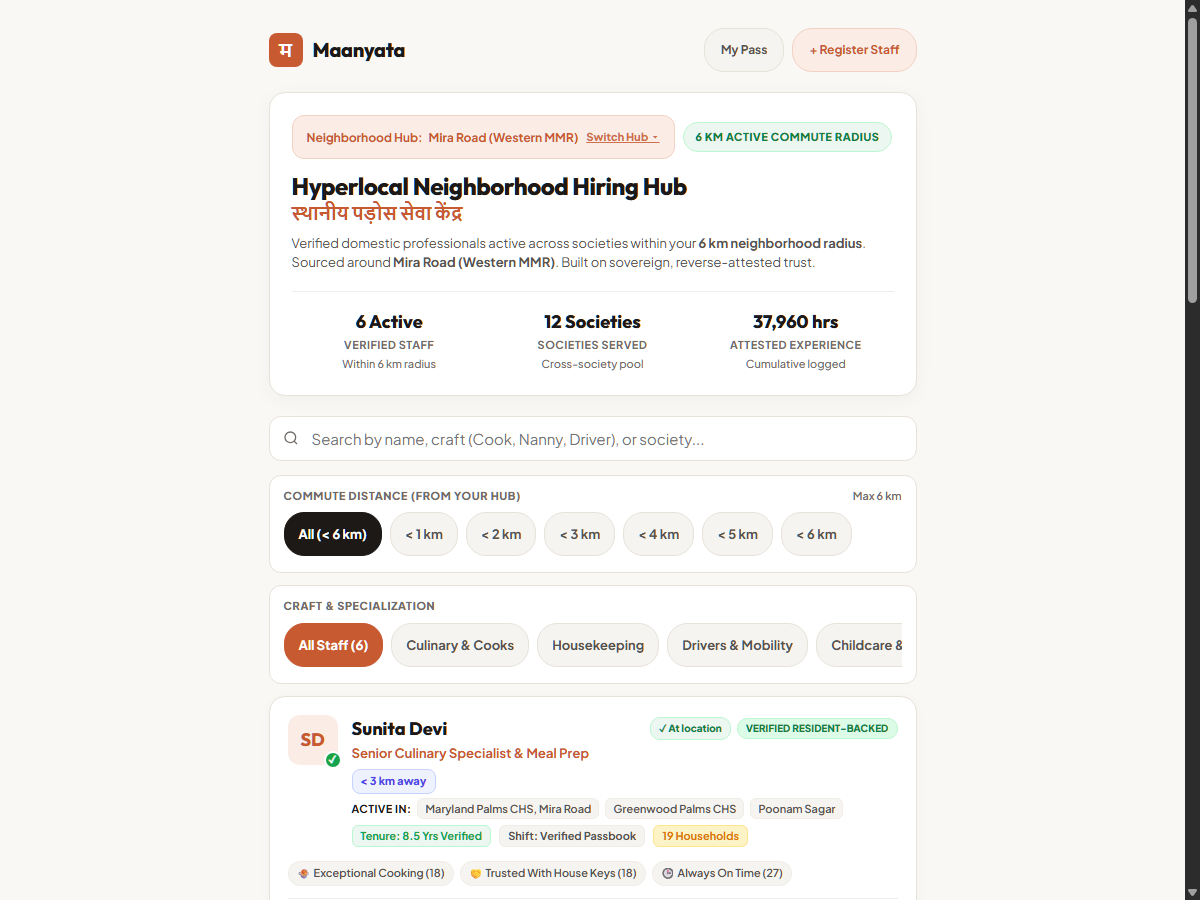 म Maanyata My Pass + Register Staff
Neighborhood Hub: Mira Road (Western MMR) Switch Hub 6 KM ACTIVE COMMUTE RADIUS
Hyperlocal Neighborhood Hiring Hub
स्थानीय पड़ोस सेवा केंद्र
Verified domestic professionals active across societies within your 6 km neighborhood radius.
Sourced around Mira Road (Western MMR). Built on sovereign, reverse-attested trust.
6 Active 12 Societies 37,960 hrs
VERIFIED STAFF SOCIETIES SERVED ATTESTED EXPERIENCE
Within 6 km radius Cross-society pool Cumulative logged
Search by name, craft (Cook, Nanny, Driver), or society...
COMMUTE DISTANCE (FROM YOUR HUB) Max 6 km
All (< 6 km) < 1 km < 2 km < 3 km < 4 km < 5 km < 6 km
CRAFT & SPECIALIZATION
All Staff (6) Culinary & Cooks Housekeeping Drivers & Mobility Childcare &
SD Sunita Devi ✓ At location VERIFIED RESIDENT-BACKED
Senior Culinary Specialist & Meal Prep
< 3 km away
ACTIVE IN: Maryland Palms CHS, Mira Road Greenwood Palms CHS Poonam Sagar
Tenure: 8.5 Yrs Verified Shift: Verified Passbook 19 Households
Exceptional Cooking (18) Trusted With House Keys (18) Always On Time (27)